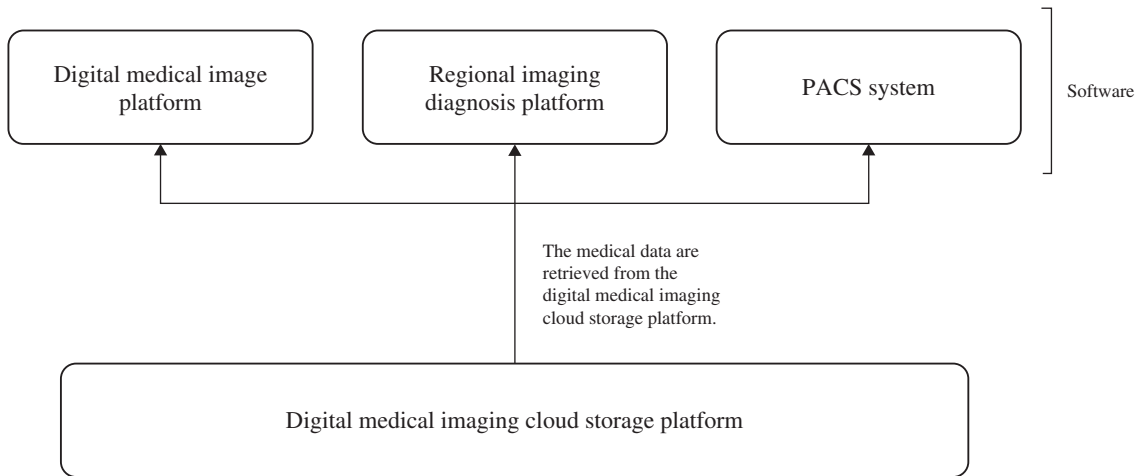 Digital medical image
platform
Regional imaging
diagnosis platform
PACS system
Software
The medical data are
retrieved from the
digital medical imaging
cloud storage platform.
Digital medical imaging cloud storage platform